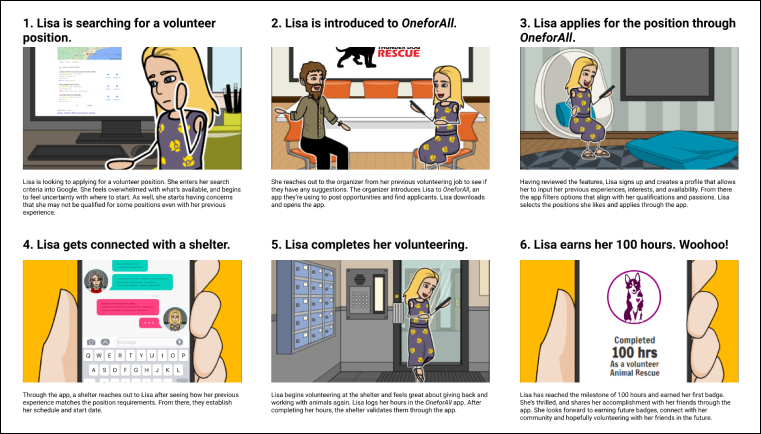 1. Lisa is searching for a volunteer
position.
Lisa is looking to applying for a volunteer position. She enters her search
criteria into Google. She feels overwhelmed with what's available, and begins
to feel uncertainty with where to start. As well, she starts having concerns
that she may not be qualified for some positions even with her previous
experience.
2. Lisa is introduced to OneforAll.
THUNDER DOG
RESCUE
She reaches out to the organizer from her previous volunteering job to see if
they have any suggestions. The organizer introduces Lisa to OneforAll, an
app they're using to post opportunities and find applicants. Lisa downloads
and opens the app.
3. Lisa applies for the position through
OneforAll.
Having reviewed the features, Lisa signs up and creates a profile that allows
her to input her previous experiences, interests, and availability. From there
the app filters options that align with her qualifications and passions. From Lisa
selects the positions she likes and applies through the app.
4. Lisa gets connected with a shelter.
iMessage
Q W E R T Y U I O P
A S D F G H J K L
Through the app, a shelter reaches out to Lisa after seeing how her previous
experience matches the position requirements. From there, they establish
her schedule and start date.
5. Lisa completes her volunteering.
Lisa begins volunteering at the shelter and feels great about giving back and
working with animals again. Lisa logs her hours in the OneforAll app. After
completing her hours, the shelter validates them through the app.
6. Lisa earns her 100 hours. Woohoo!
Completed
100 hrs
As a volunteer
Animal Rescue
Lisa has reached the milestone of 100 hours and earned her first badge.
She's thrilled, and shares her accomplishment with her friends through the
app. She looks forward to earning future badges, connect with her
community and hopefully volunteering with her friends in the future.